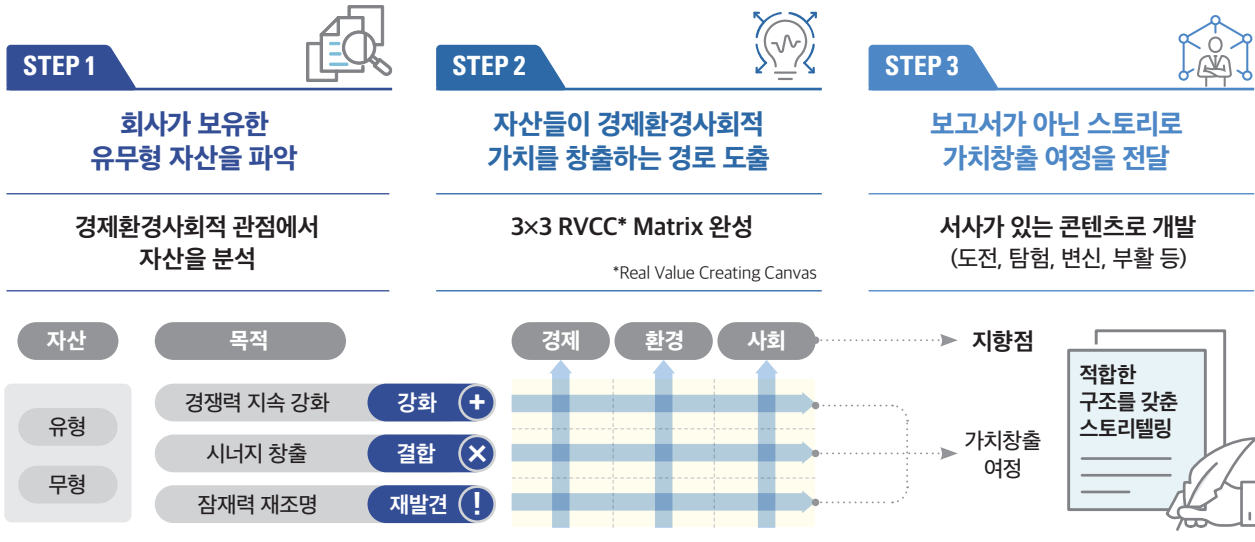 STEP 1
회사가 보유한
유무형 자산을 파악
경제환경사회적 관점에서
자산을 분석
STEP 2
자산들이 경제환경사회적
가치를 창출하는 경로 도출
3×3 RVCC* Matrix 완성
*Real Value Creating Canvas
STEP 3
보고서가 아닌 스토리로
가치창출 여정을 전달
서사가 있는 콘텐츠로 개발
(도전, 탐험, 변신, 부활 등)
자산
목적
경제
환경
사회
지향점
유형
무형
경쟁력 지속 강화
강화 +
시너지 창출
결합 ×
잠재력 재조명
재발견 !
가치창출
여정
적합한
구조를 갖춘
스토리텔링